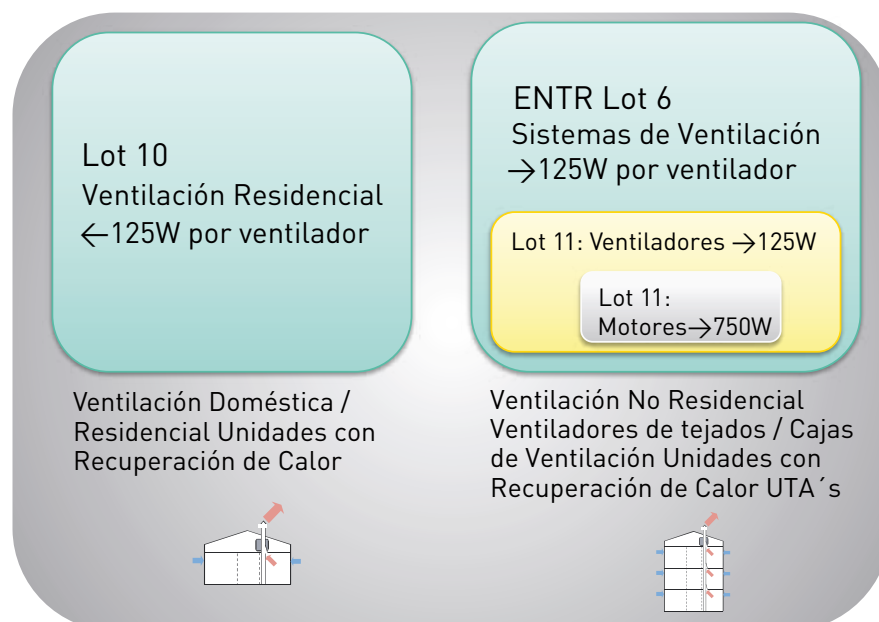 Lot 10
Ventilación Residencial
←125W por ventilador
Ventilación Doméstica /
Residencial Unidades con
Recuperación de Calor
ENTR Lot 6
Sistemas de Ventilación
→125W por ventilador
Lot 11: Ventiladores →125W
Lot 11:
Motores→750W
Ventilación No Residencial
Ventiladores de tejados / Cajas
de Ventilación Unidades con
Recuperación de Calor UTA´s